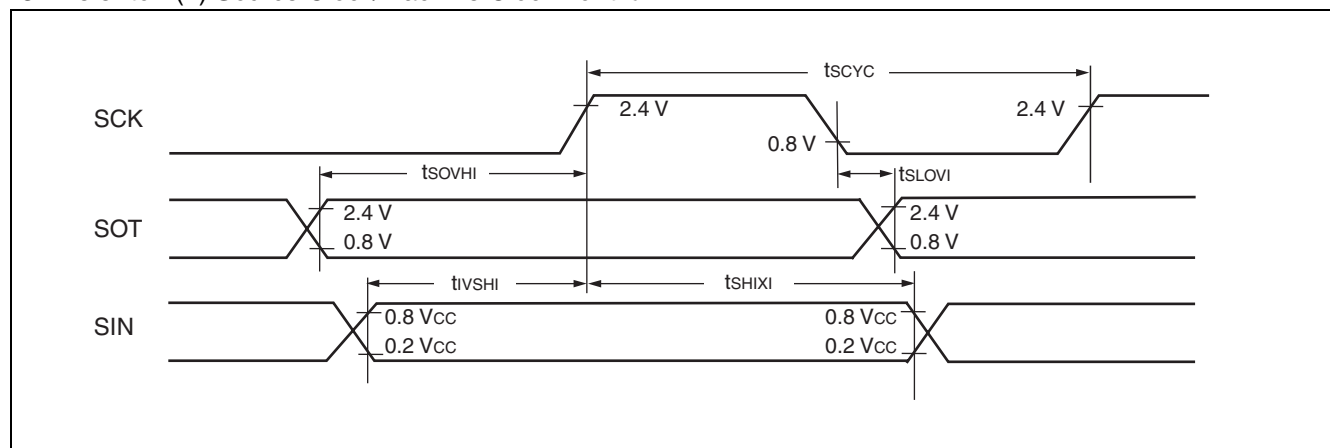 tSCYC
SCK
2.4 V
2.4 V
0.8 V
tSOVHI
tSLOVI
SOT
2.4 V
2.4 V
0.8 V
0.8 V
tIVSHI
tSHIXI
SIN
0.8 VCC
0.8 VCC
0.2 VCC
0.2 VCC